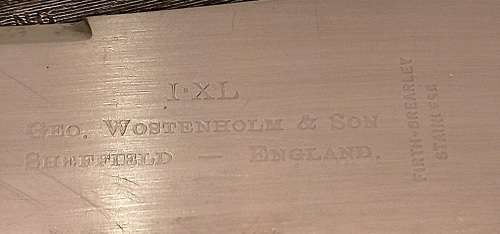 I·XL
GEO. WOSTENHOLM & SON
SHEFFIELD — ENGLAND.
FIRTH-BREARLEY
STAINLESS